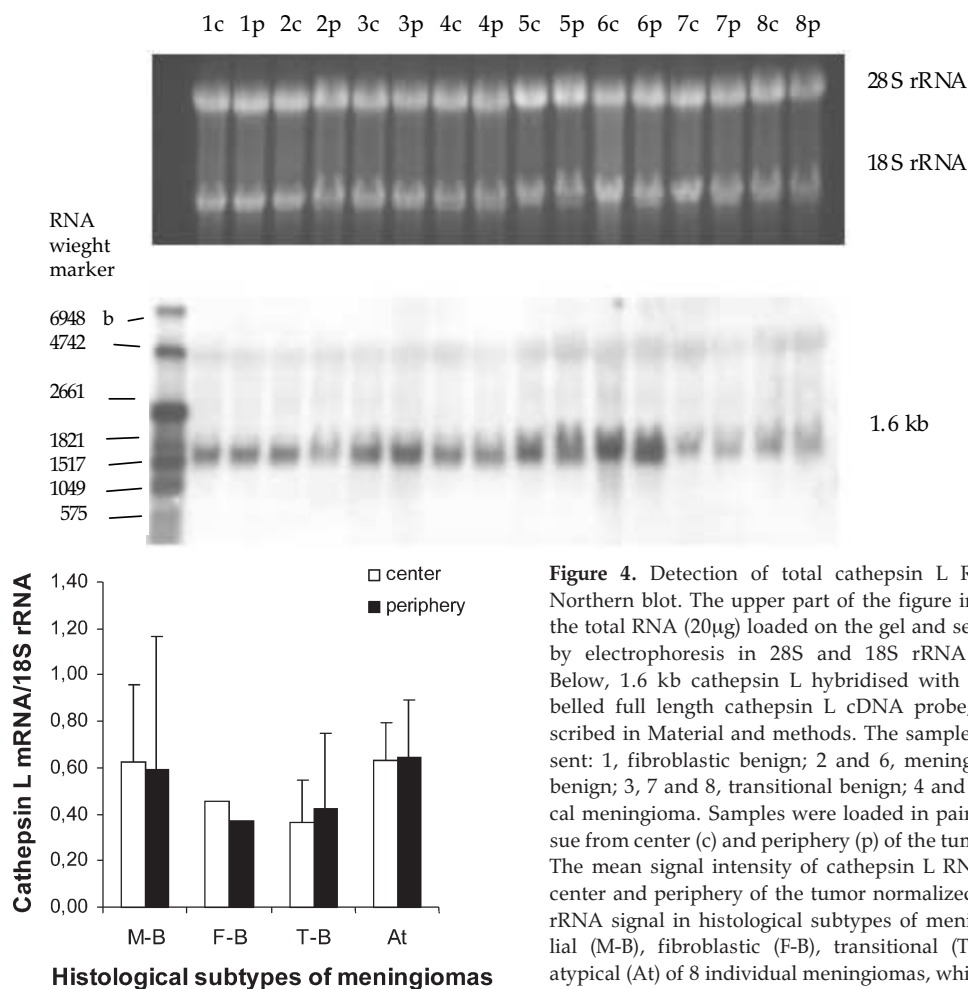 1c 1p 2c 2p 3c 3p 4c 4p 5c 5p 6c 6p 7c 7p 8c 8p
28S rRNA
18S rRNA
RNA
wieght
marker
6948 b
4742
2661
1821
1517
1049
575
1.6 kb
Cathepsin L mRNA/18S rRNA
1,40
1,20
1,00
0,80
0,60
0,40
0,20
0,00
center
periphery
M-B F-B T-B At
Histological subtypes of meningiomas
Figure 4. Detection of total cathepsin L R
Northern blot. The upper part of the figure in
the total RNA (20µg) loaded on the gel and se
by electrophoresis in 28S and 18S rRNA
Below, 1.6 kb cathepsin L hybridised with
belled full length cathepsin L cDNA probe,
scribed in Material and methods. The sample
sent: 1, fibroblastic benign; 2 and 6, mening
benign; 3, 7 and 8, transitional benign; 4 and
cal meningioma. Samples were loaded in pair
sue from center (c) and periphery (p) of the tun
The mean signal intensity of cathepsin L RN
center and periphery of the tumor normalized
rRNA signal in histological subtypes of meni
lial (M-B), fibroblastic (F-B), transitional (T
atypical (At) of 8 individual meningiomas, whi